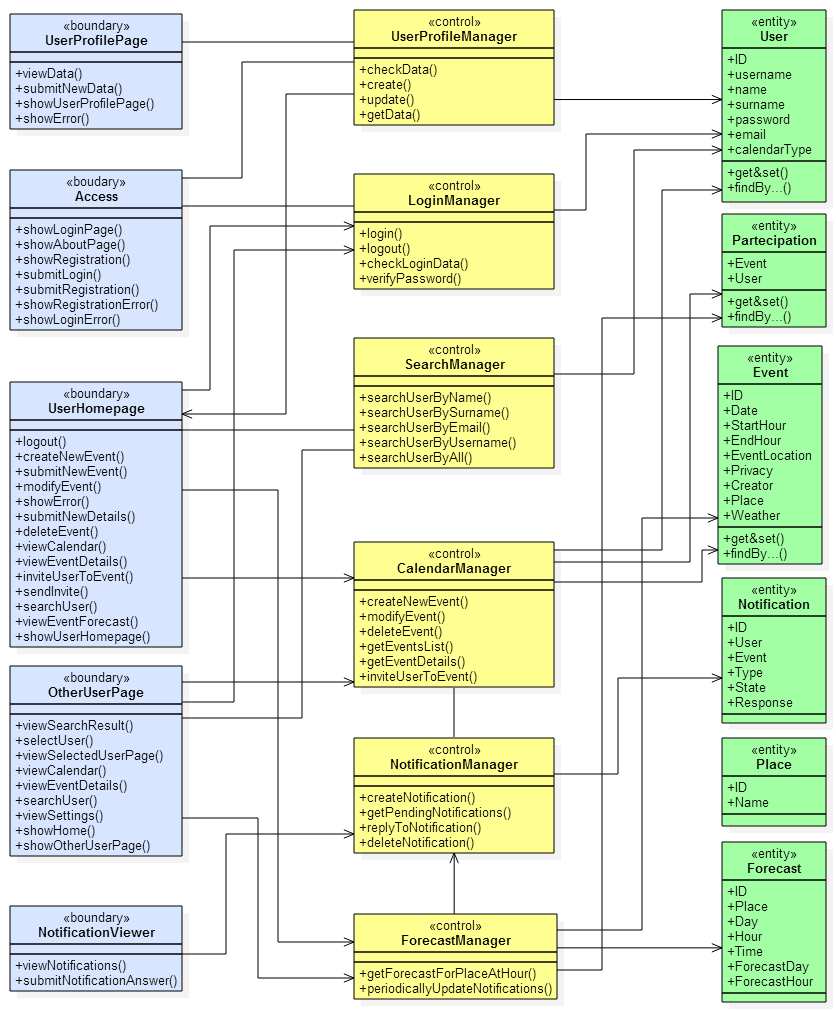 «boundary»
UserProfilePage
+viewData()
+submitNewData()
+showUserProfilePage()
+showError()
«boudary»
Access
+showLoginPage()
+showAboutPage()
+showRegistration()
+submitLogin()
+submitRegistration()
+showRegistrationError()
+showLoginError()
«boundary»
UserHomepage
+logout()
+createNewEvent()
+submitNewEvent()
+modifyEvent()
+showError()
+submitNewDetails()
+deleteEvent()
+viewCalendar()
+viewEventDetails()
+inviteUserToEvent()
+sendInvite()
+searchUser()
+viewEventForecast()
+showUserHomepage()
«boundary»
OtherUserPage
+viewSearchResult()
+selectUser()
+viewSelectedUserPage()
+viewCalendar()
+viewEventDetails()
+searchUser()
+viewSettings()
+showHome()
+showOtherUserPage()
«boundary»
NotificationViewer
+viewNotifications()
+submitNotificationAnswer()
«control»
UserProfileManager
+checkData()
+create()
+update()
+getData()
«control»
LoginManager
+login()
+logout()
+checkLoginData()
+verifyPassword()
«control»
SearchManager
+searchUserByName()
+searchUserBySurname()
+searchUserByEmail()
+searchUserByUsername()
+searchUserByAll()
«control»
CalendarManager
+createNewEvent()
+modifyEvent()
+deleteEvent()
+getEventsList()
+getEventDetails()
+inviteUserToEvent()
«control»
NotificationManager
+createNotification()
+getPendingNotifications()
+replyToNotification()
+deleteNotification()
«control»
ForecastManager
+getForecastForPlaceAtHour()
+periodicallyUpdateNotifications()
«entity»
User
+ID
+username
+name
+surname
+password
+email
+calendarType
+get&set()
+findBy...()
«entity»
Partecipation
+Event
+User
+get&set()
+findBy...()
«entity»
Event
+ID
+Date
+StartHour
+EndHour
+EventLocation
+Privacy
+Creator
+Place
+Weather
+get&set()
+findBy...()
«entity»
Notification
+ID
+User
+Event
+Type
+State
+Response
«entity»
Place
+ID
+Name
«entity»
Forecast
+ID
+Place
+Day
+Hour
+Time
+ForecastDay
+ForecastHour